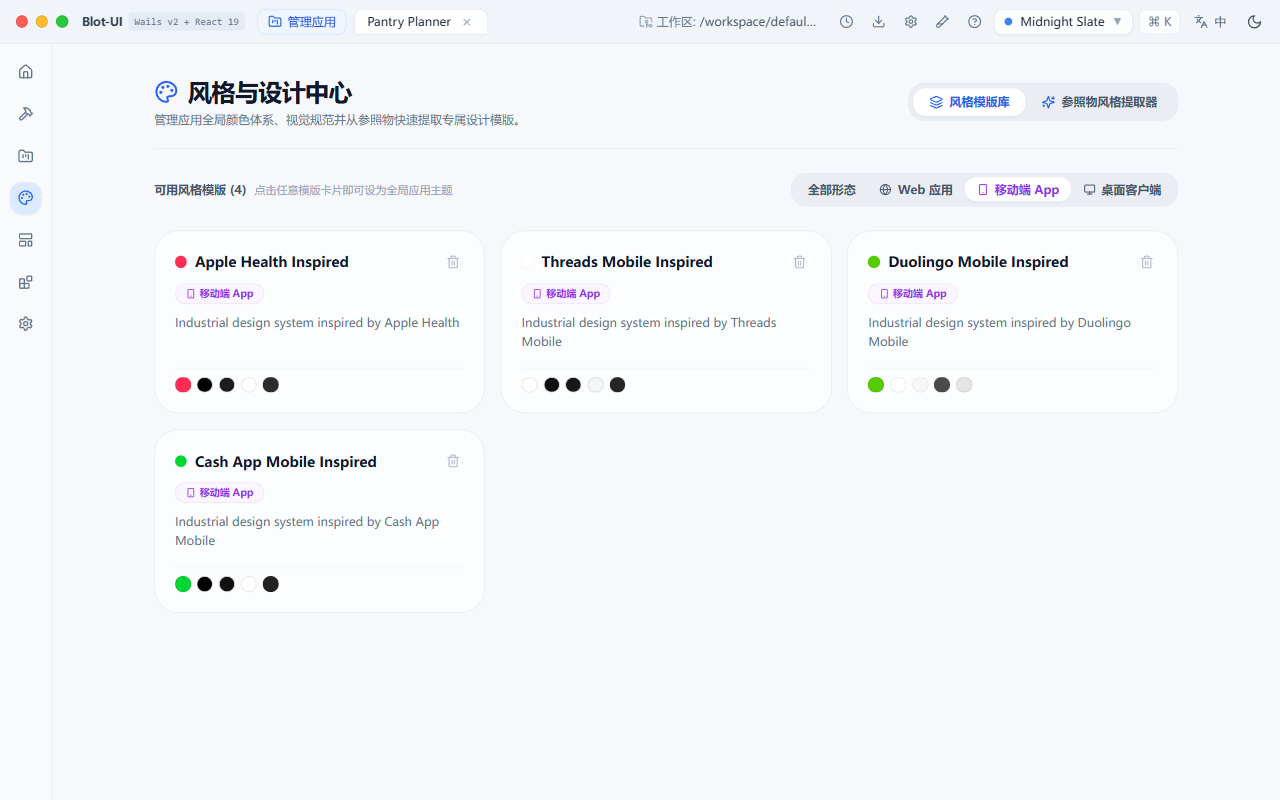 Blot-UI Wails v2 + React 19 管理应用 Pantry Planner 工作区: /workspace/defaul... Midnight Slate ⌘ K 中
风格与设计中心
管理应用全局颜色体系、视觉规范并从参照物快速提取专属设计模版。
风格模版库 参照物风格提取器
可用风格模版 (4) 点击任意模版卡片即可设为全局应用主题
全部形态 Web 应用 移动端 App 桌面客户端
Apple Health Inspired
移动端 App
Industrial design system inspired by Apple Health
Threads Mobile Inspired
移动端 App
Industrial design system inspired by Threads
Mobile
Duolingo Mobile Inspired
移动端 App
Industrial design system inspired by Duolingo
Mobile
Cash App Mobile Inspired
移动端 App
Industrial design system inspired by Cash App
Mobile